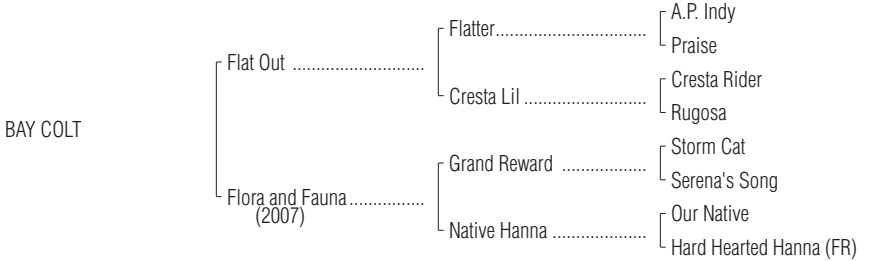 A.P. Indy
Flatter................................
Praise
Flat Out ............................
Cresta Rider
Cresta Lil ..........................
Rugosa
BAY COLT
Storm Cat
Grand Reward ..................
Serena's Song
Flora and Fauna................
(2007)
Our Native
Native Hanna ....................
Hard Hearted Hanna (FR)